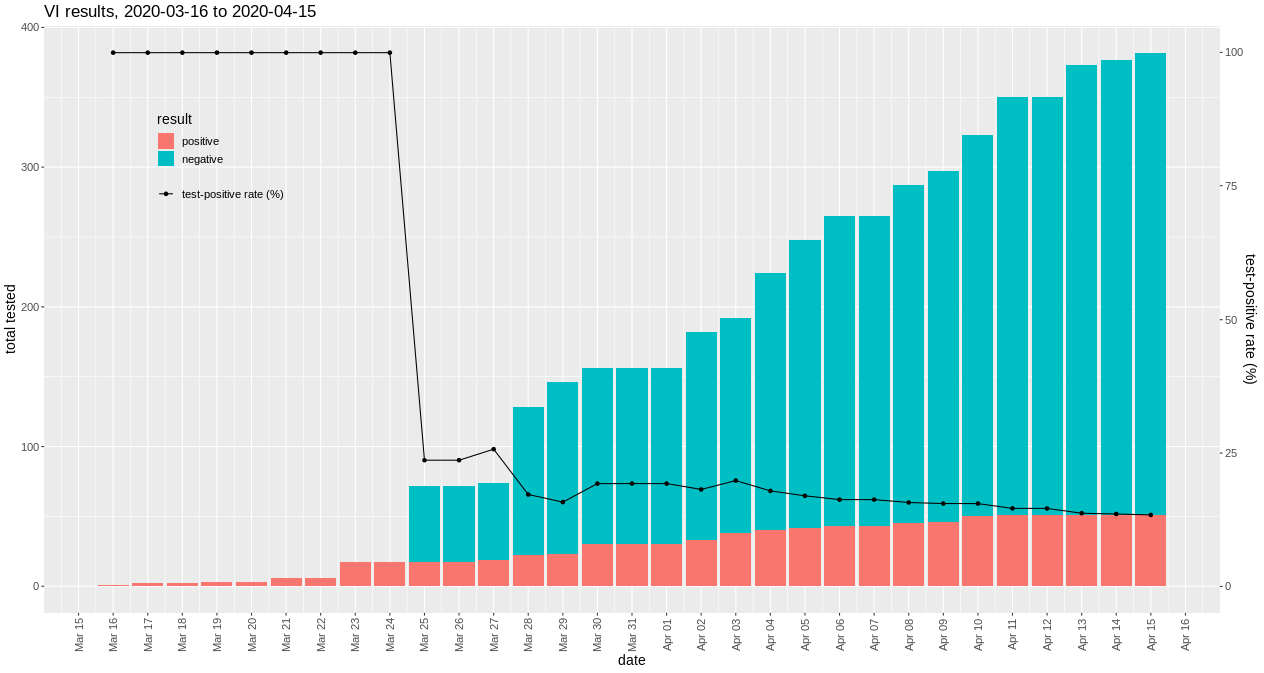 VI results, 2020-03-16 to 2020-04-15
400
300
200
100
0
total tested
result
positive
negative
test-positive rate (%)
100
75
50
25
0
test-positive rate (%)
Mar 15
Mar 16
Mar 17
Mar 18
Mar 19
Mar 20
Mar 21
Mar 22
Mar 23
Mar 24
Mar 25
Mar 26
Mar 27
Mar 28
Mar 29
Mar 30
Mar 31
Apr 01
Apr 02
Apr 03
Apr 04
Apr 05
Apr 06
Apr 07
Apr 08
Apr 09
Apr 10
Apr 11
Apr 12
Apr 13
Apr 14
Apr 15
Apr 16
date